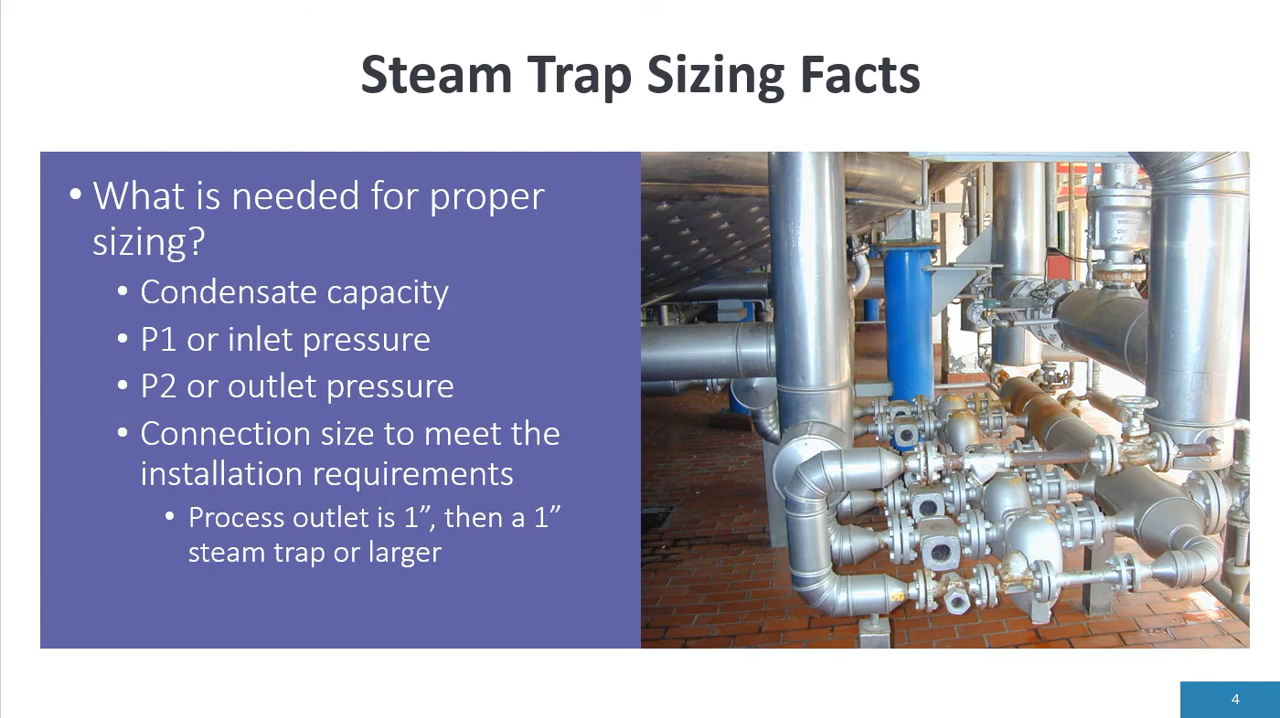 Steam Trap Sizing Facts
• What is needed for proper
sizing?
• Condensate capacity
• P1 or inlet pressure
• P2 or outlet pressure
• Connection size to meet the
installation requirements
• Process outlet is 1”, then a 1”
steam trap or larger
4